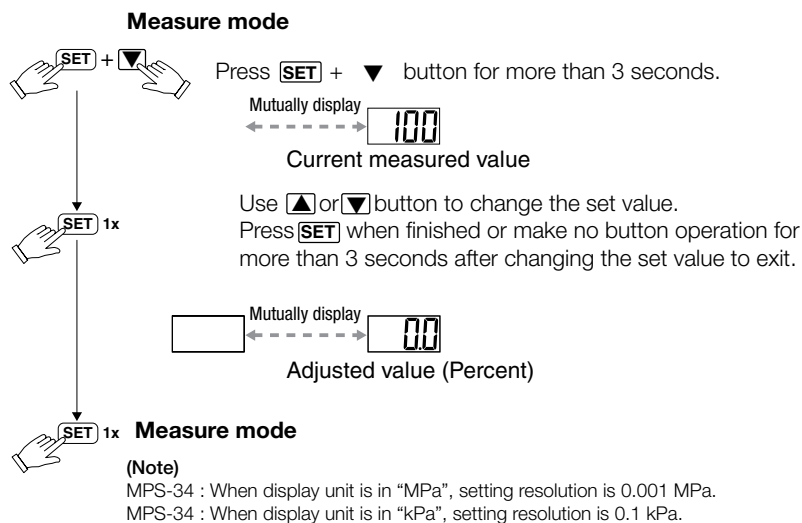 Measure mode
SET + ▼ Press SET + ▼ button for more than 3 seconds.
Mutually display
100
Current measured value
SET 1x Use ▲ or ▼ button to change the set value.
Press SET when finished or make no button operation for
more than 3 seconds after changing the set value to exit.
Mutually display
0.0
Adjusted value (Percent)
SET 1x Measure mode
(Note)
MPS-34 : When display unit is in “MPa”, setting resolution is 0.001 MPa.
MPS-34 : When display unit is in “kPa”, setting resolution is 0.1 kPa.